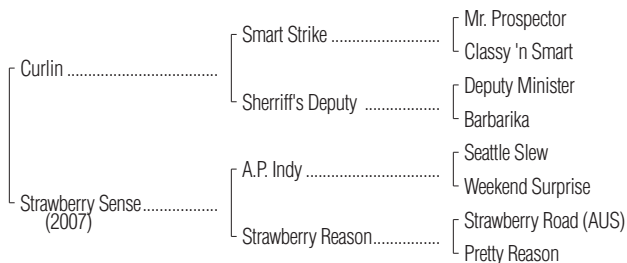 Mr. Prospector
Smart Strike ..............................
Classy 'n Smart
Curlin .........................................
Deputy Minister
Sherriff's Deputy ....................
Barbarika
Seattle Slew
A.P. Indy .....................................
Weekend Surprise
Strawberry Sense....................
(2007)
Strawberry Road (AUS)
Strawberry Reason..................
Pretty Reason